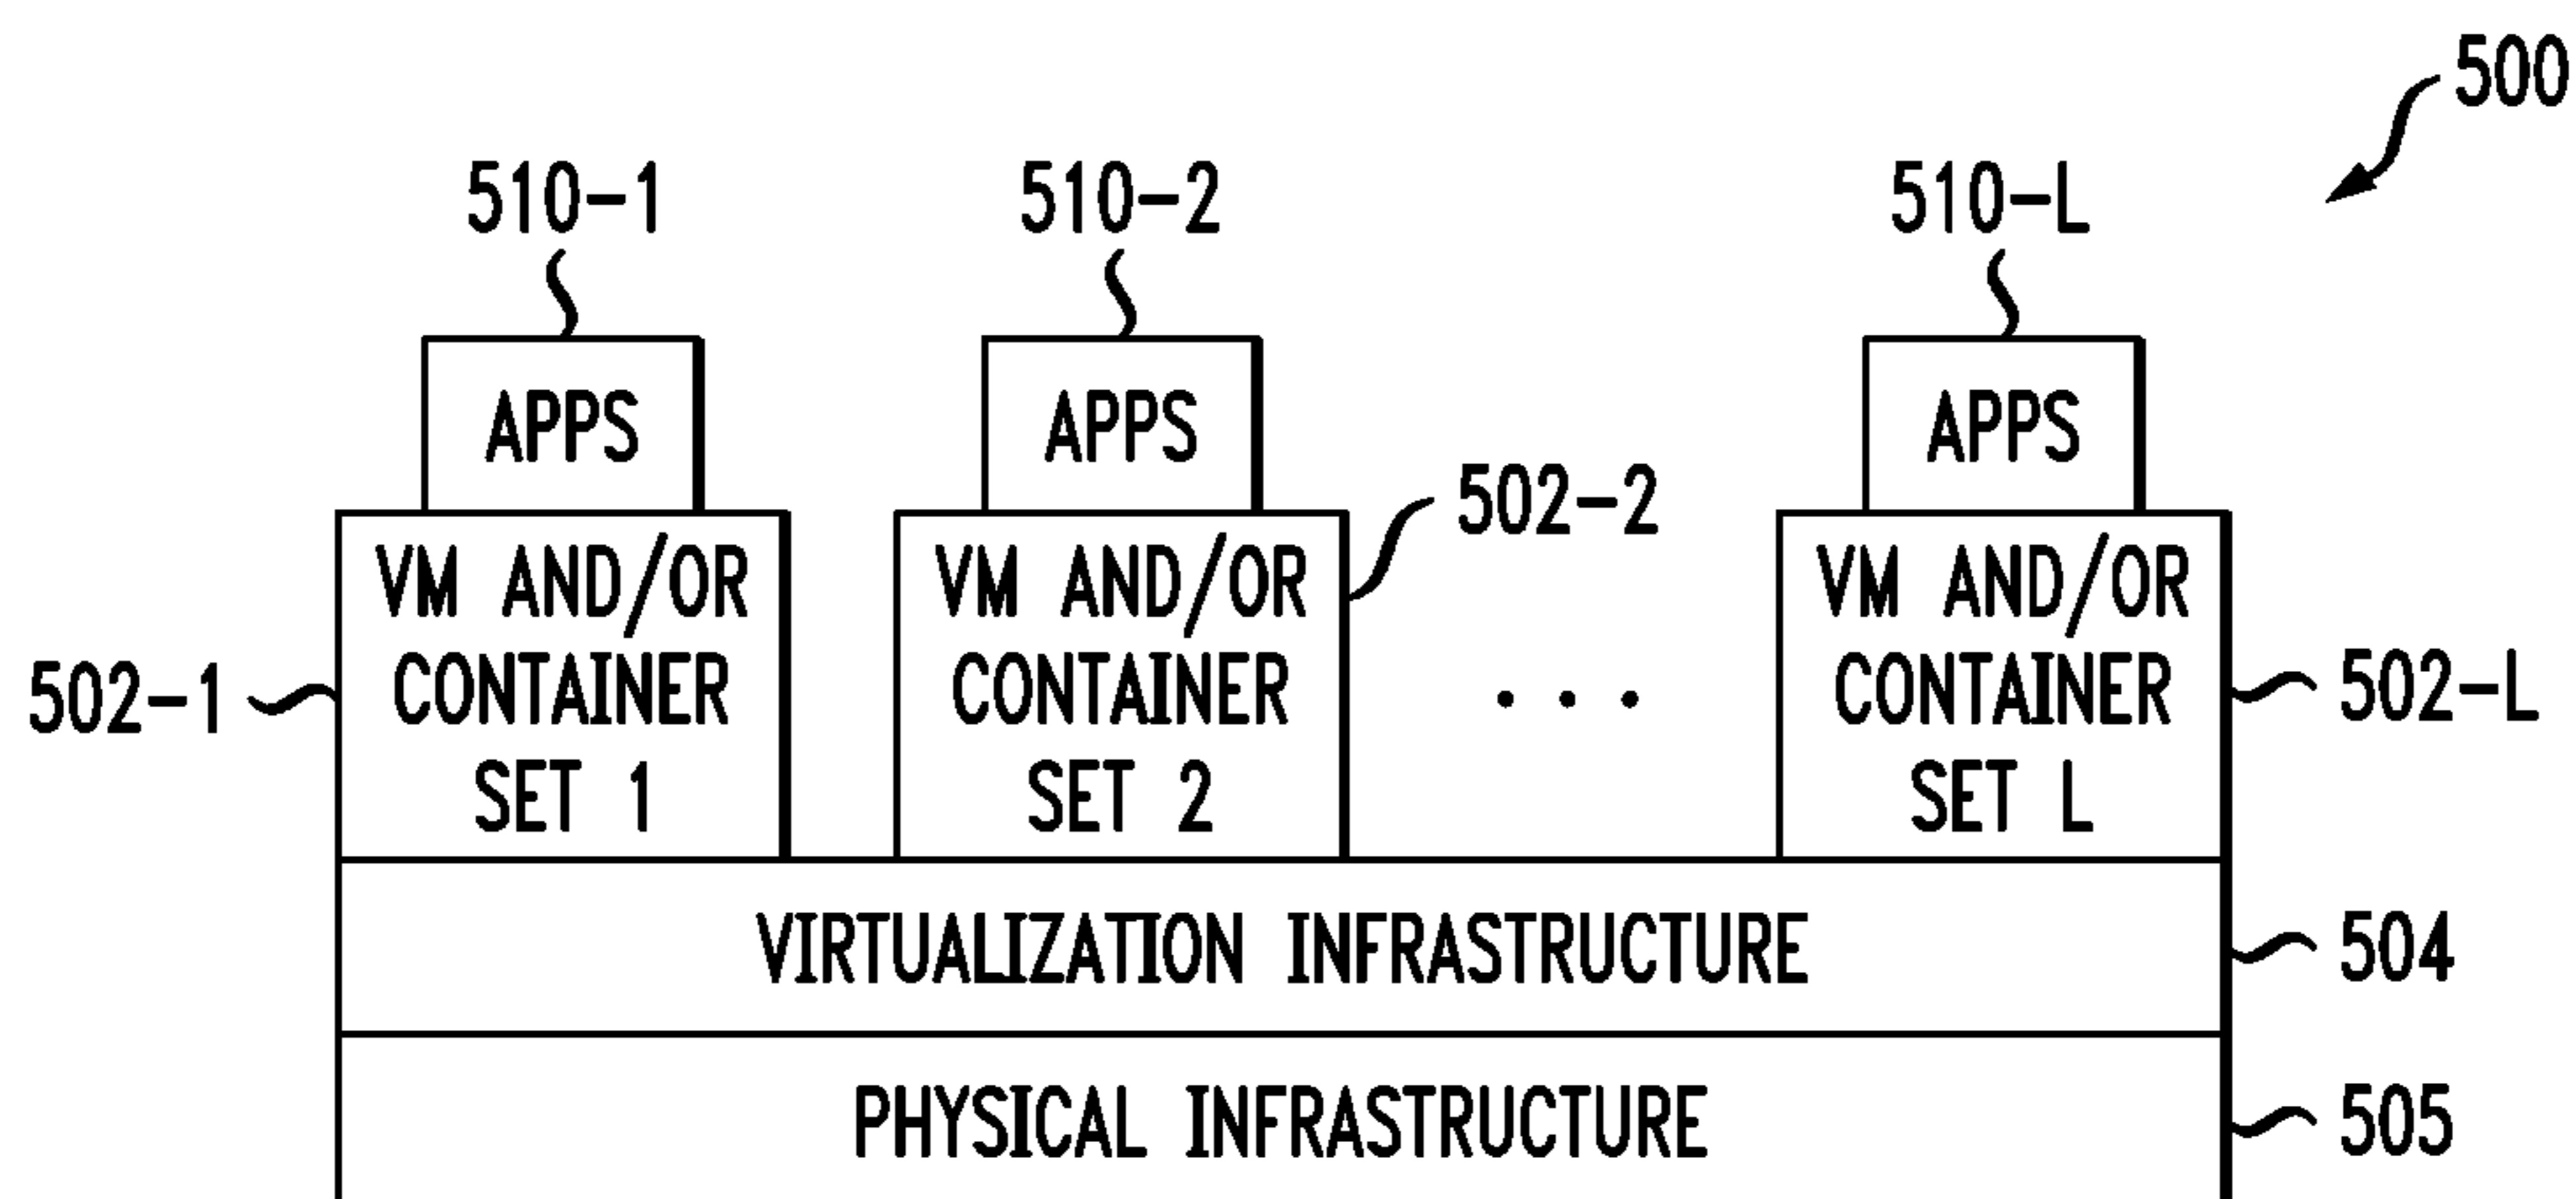 500
510-1
510-2
510-L
APPS
APPS
APPS
502-2
VM AND/OR
CONTAINER
SET 1
VM AND/OR
CONTAINER
SET 2
. . .
VM AND/OR
CONTAINER
SET L
502-1
502-L
VIRTUALIZATION INFRASTRUCTURE
504
PHYSICAL INFRASTRUCTURE
505